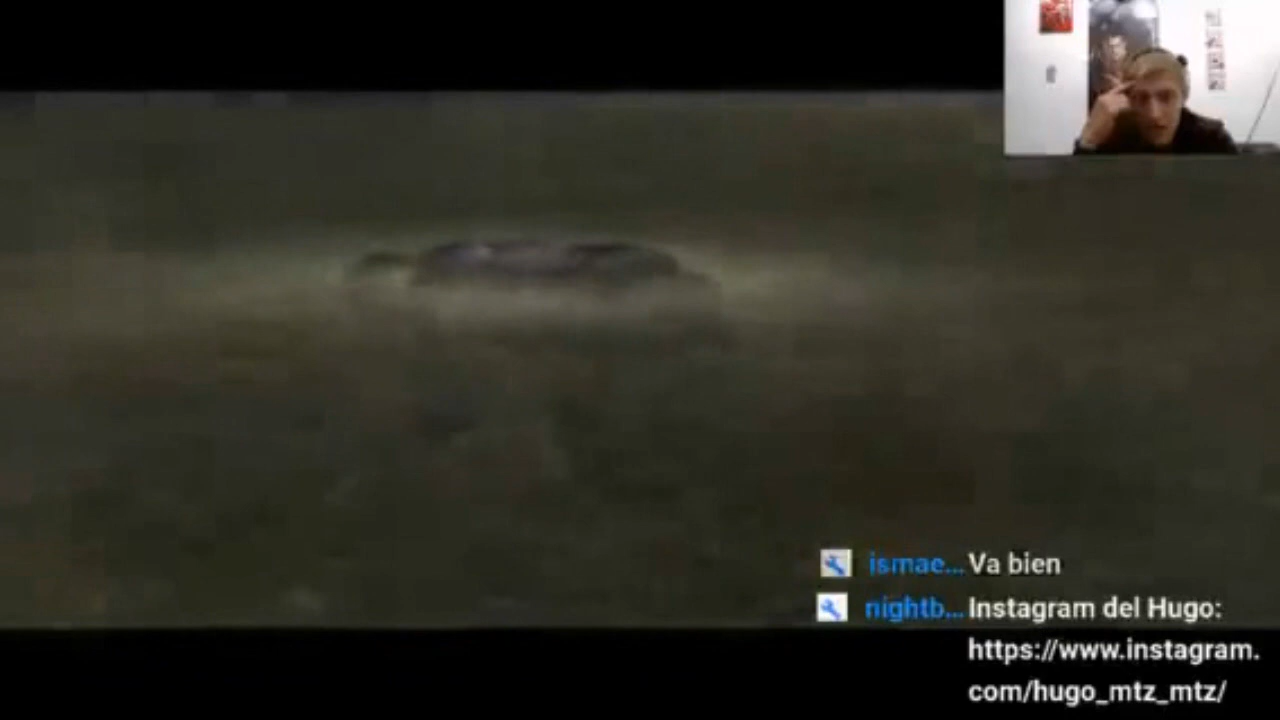 ismae... Va bien
nightb... Instagram del Hugo:
https://www.instagram.
com/hugo_mtz_mtz/